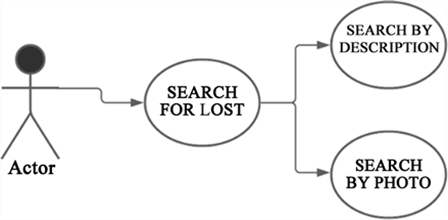 SEARCH BY
DESCRIPTION
SEARCH
FOR LOST
SEARCH
BY PHOTO
Actor